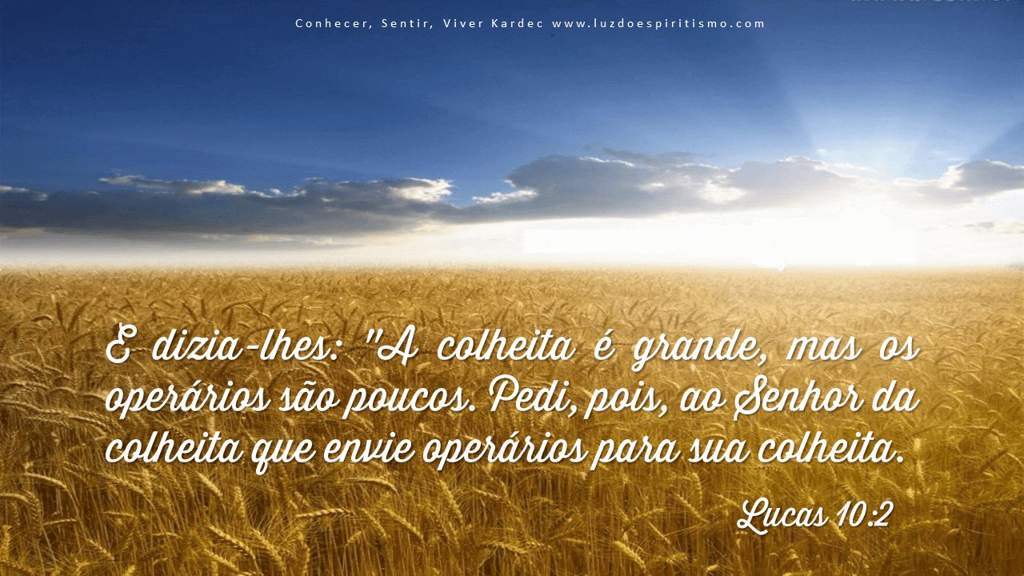 Conhecer, Sentir, Viver Kardec www.luzdoespiritismo.com
E dizia-lhes: "A colheita é grande, mas os
operários são poucos. Pedi, pois, ao Senhor da
colheita que envie operários para sua colheita.
Lucas 10:2